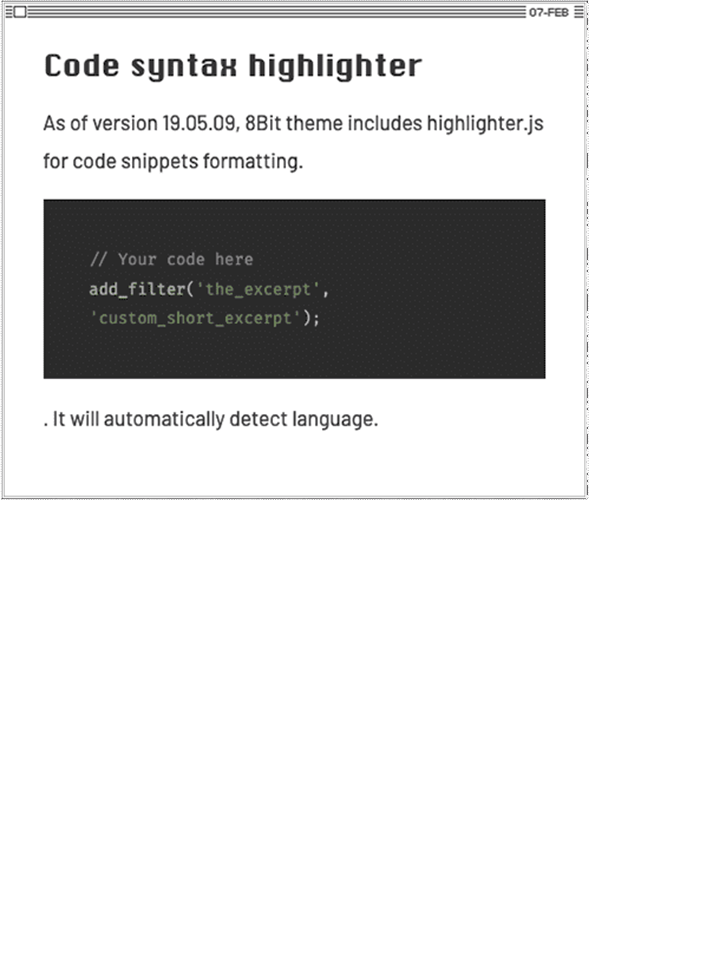 07-FEB
Code syntax highlighter
As of version 19.05.09, 8Bit theme includes highlighter.js
for code snippets formatting.
// Your code here
add_filter('the_excerpt',
'custom_short_excerpt');
. It will automatically detect language.